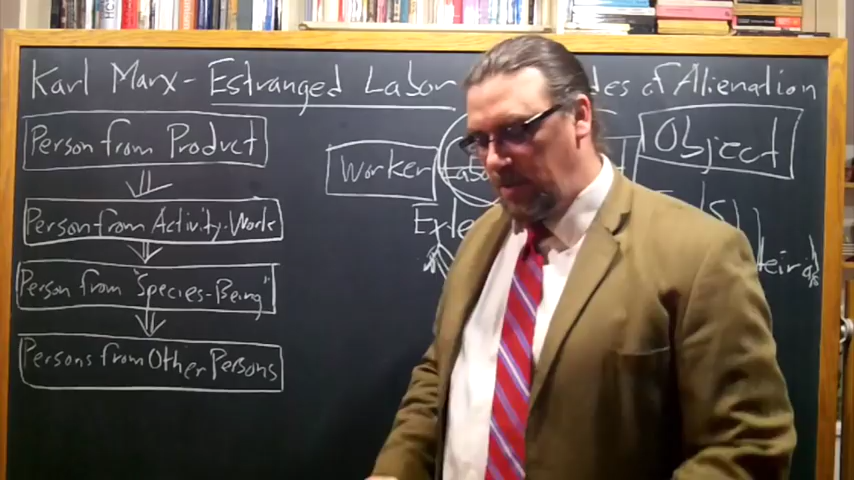 Karl Marx - Estranged Labor des of Alienation
Person from Product
Worker
Object
Person from Activity-Work
Person from "Species-Being"
Persons from Other Persons